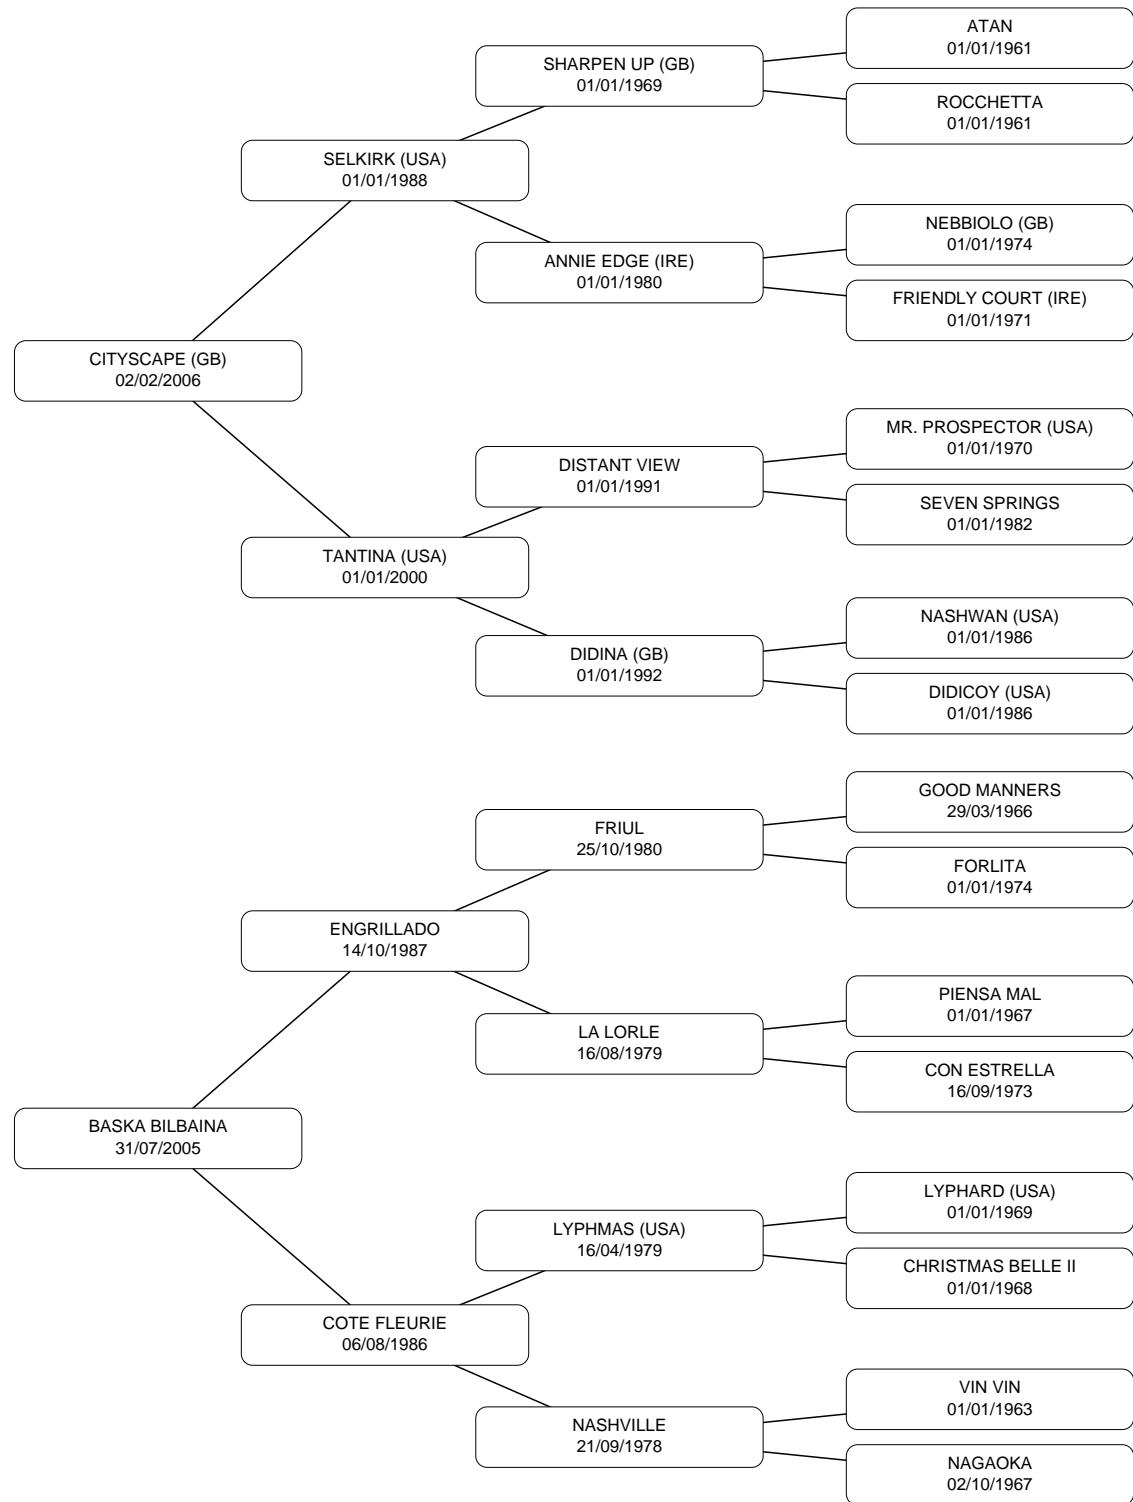 ATAN
01/01/1961
SHARPEN UP (GB)
01/01/1969
ROCCHETTA
01/01/1961
SELKIRK (USA)
01/01/1988
NEBBIOLO (GB)
01/01/1974
ANNIE EDGE (IRE)
01/01/1980
FRIENDLY COURT (IRE)
01/01/1971
CITYSCAPE (GB)
02/02/2006
MR. PROSPECTOR (USA)
01/01/1970
DISTANT VIEW
01/01/1991
SEVEN SPRINGS
01/01/1982
TANTINA (USA)
01/01/2000
NASHWAN (USA)
01/01/1986
DIDINA (GB)
01/01/1992
DIDICOY (USA)
01/01/1986
GOOD MANNERS
29/03/1966
FRIUL
25/10/1980
FORLITA
01/01/1974
ENGRILLADO
14/10/1987
PIENSA MAL
01/01/1967
LA LORLE
16/08/1979
CON ESTRELLA
16/09/1973
BASKA BILBAINA
31/07/2005
LYPHARD (USA)
01/01/1969
LYPHMAS (USA)
16/04/1979
CHRISTMAS BELLE II
01/01/1968
COTE FLEURIE
06/08/1986
VIN VIN
01/01/1963
NASHVILLE
21/09/1978
NAGAOKA
02/10/1967